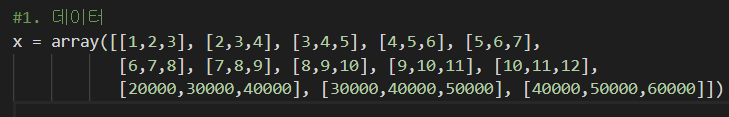 #1. 데이터
x = array([[1,2,3], [2,3,4], [3,4,5], [4,5,6], [5,6,7],
[6,7,8], [7,8,9], [8,9,10], [9,10,11], [10,11,12],
[20000,30000,40000], [30000,40000,50000], [40000,50000,60000]])